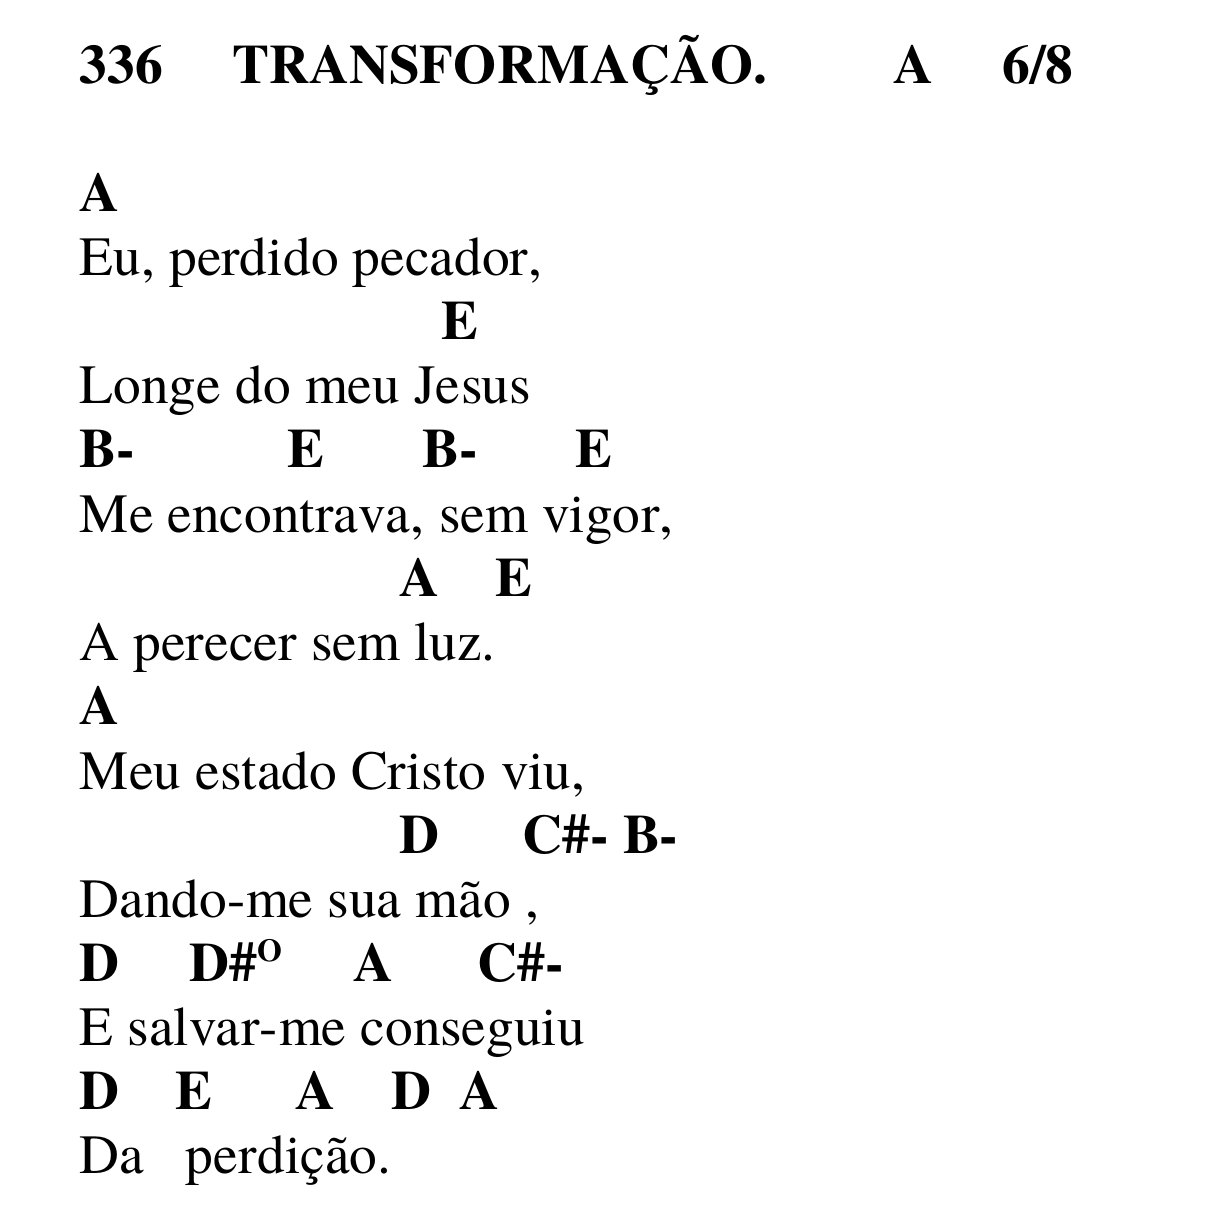 336 TRANSFORMAÇÃO. A 6/8
A
Eu, perdido pecador,
E
Longe do meu Jesus
B- E B- E
Me encontrava, sem vigor,
A E
A perecer sem luz.
A
Meu estado Cristo viu,
D C#- B-
Dando-me sua mão ,
D D#º A C#-
E salvar-me conseguiu
D E A D A
Da perdição.